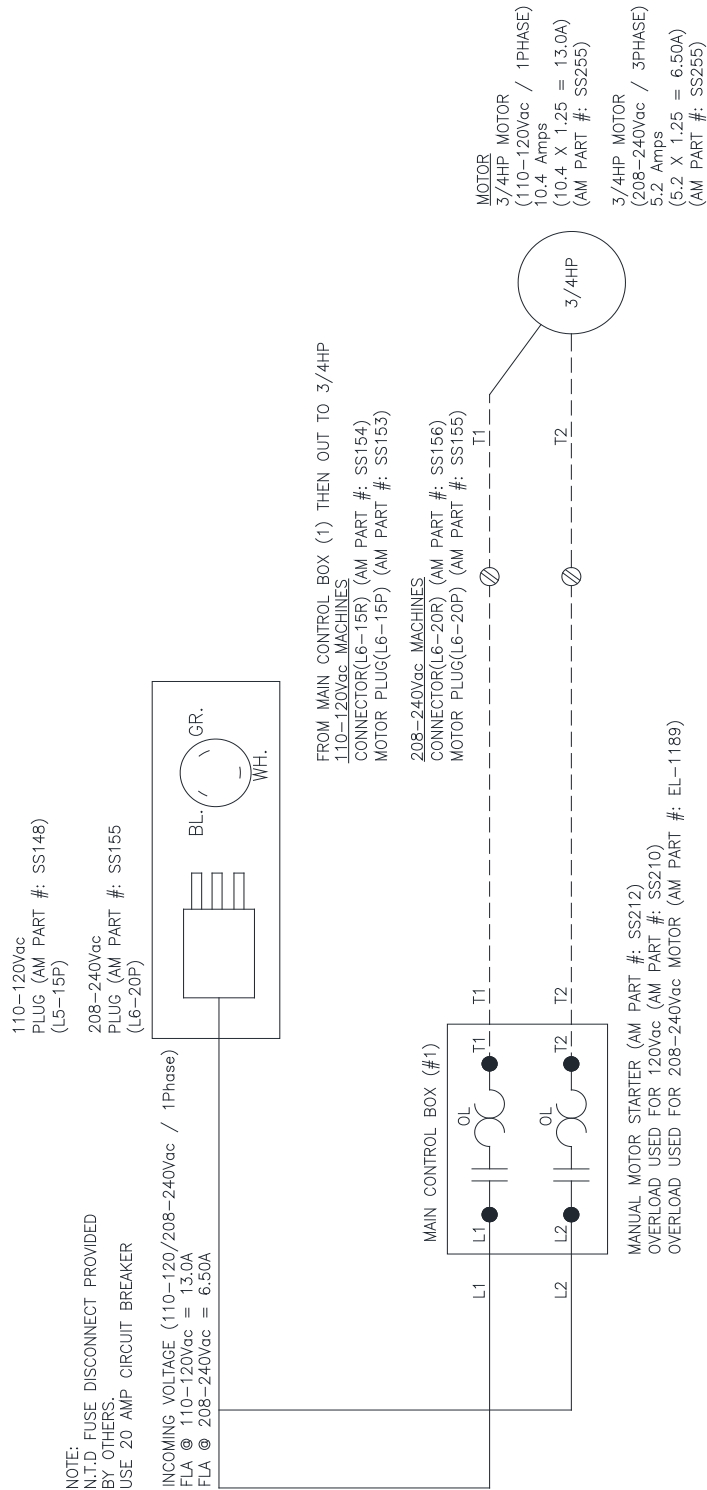 NOTE:
N.T.D FUSE DISCONNECT PROVIDED
BY OTHERS.
USE 20 AMP CIRCUIT BREAKER
INCOMING VOLTAGE (110-120/208-240Vac / 1Phase)
FLA @ 110-120Vac = 13.0A
FLA @ 208-240Vac = 6.50A
110-120Vac
PLUG (AM PART #: SS148)
(L5-15P)
208-240Vac
PLUG (AM PART #: SS155
(L6-20P)
BL.
GR.
WH.
FROM MAIN CONTROL BOX (1) THEN OUT TO 3/4HP
110-120Vac MACHINES
CONNECTOR(L6-15R) (AM PART #: SS154)
MOTOR PLUG(L6-15P) (AM PART #: SS153)
208-240Vac MACHINES
CONNECTOR(L6-20R) (AM PART #: SS156)
MOTOR PLUG(L6-20P) (AM PART #: SS155)
MAIN CONTROL BOX (#1)
L1 L1 OL T1 T1 T1
L2 L2 OL T2 T2 T2
3/4HP
MANUAL MOTOR STARTER (AM PART #: SS212)
OVERLOAD USED FOR 120Vac (AM PART #: SS210)
OVERLOAD USED FOR 208-240Vac MOTOR (AM PART #: EL-1189)
MOTOR
3/4HP MOTOR
(110-120Vac / 1PHASE)
10.4 Amps
(10.4 X 1.25 = 13.0A)
(AM PART #: SS255)
3/4HP MOTOR
(208-240Vac / 3PHASE)
5.2 Amps
(5.2 X 1.25 = 6.50A)
(AM PART #: SS255)